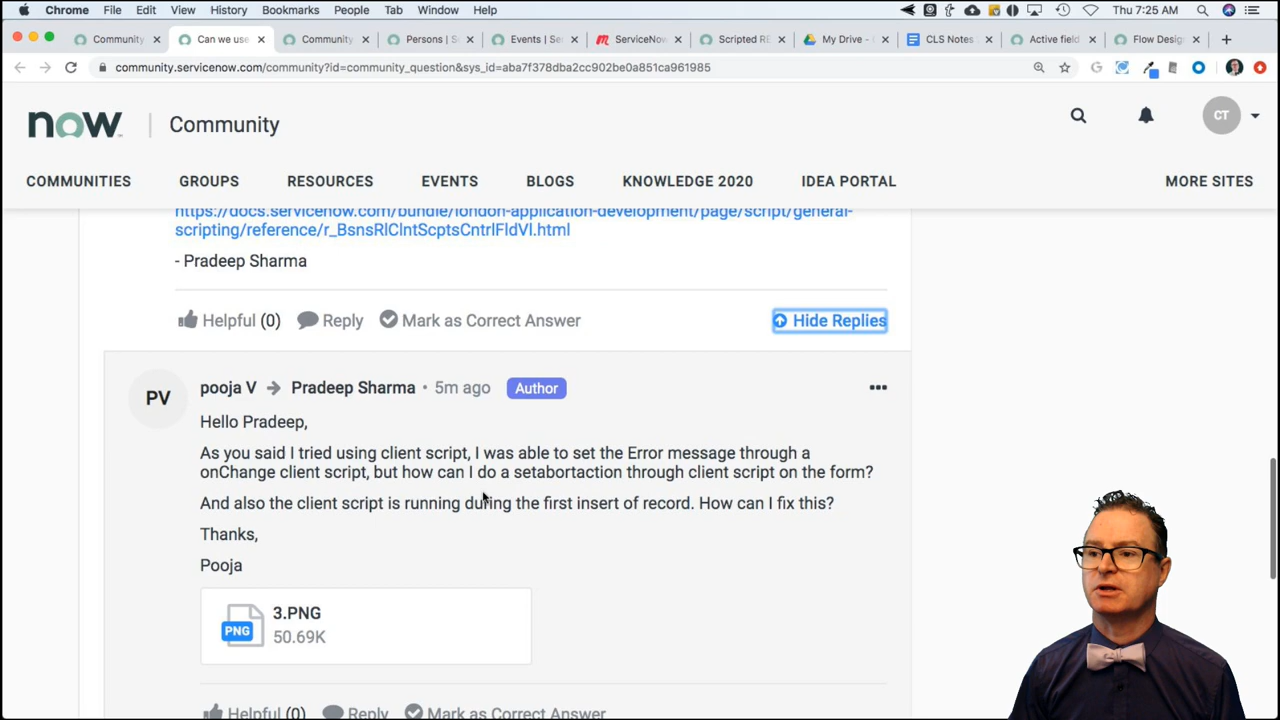 Chrome File Edit View History Bookmarks People Tab Window Help Thu 7:25 AM
Community Can we use Community Persons | S Events | Se ServiceNow Scripted RE My Drive - CLS Notes Active field Flow Desig
community.servicenow.com/community?id=community_question&sys_id=aba7f378dba2cc902be0a851ca961985
now Community CT
COMMUNITIES GROUPS RESOURCES EVENTS BLOGS KNOWLEDGE 2020 IDEA PORTAL MORE SITES
https://docs.servicenow.com/bundle/london-application-development/page/script/general-
scripting/reference/r_BsnsRlClntScptsCntrlFldVl.html
- Pradeep Sharma
Helpful (0) Reply Mark as Correct Answer Hide Replies
PV pooja V → Pradeep Sharma • 5m ago Author
Hello Pradeep,
As you said I tried using client script, I was able to set the Error message through a
onChange client script, but how can I do a setabortaction through client script on the form?
And also the client script is running during the first insert of record. How can I fix this?
Thanks,
Pooja
3.PNG
PNG 50.69K
Helpful (0) Reply Mark as Correct Answer